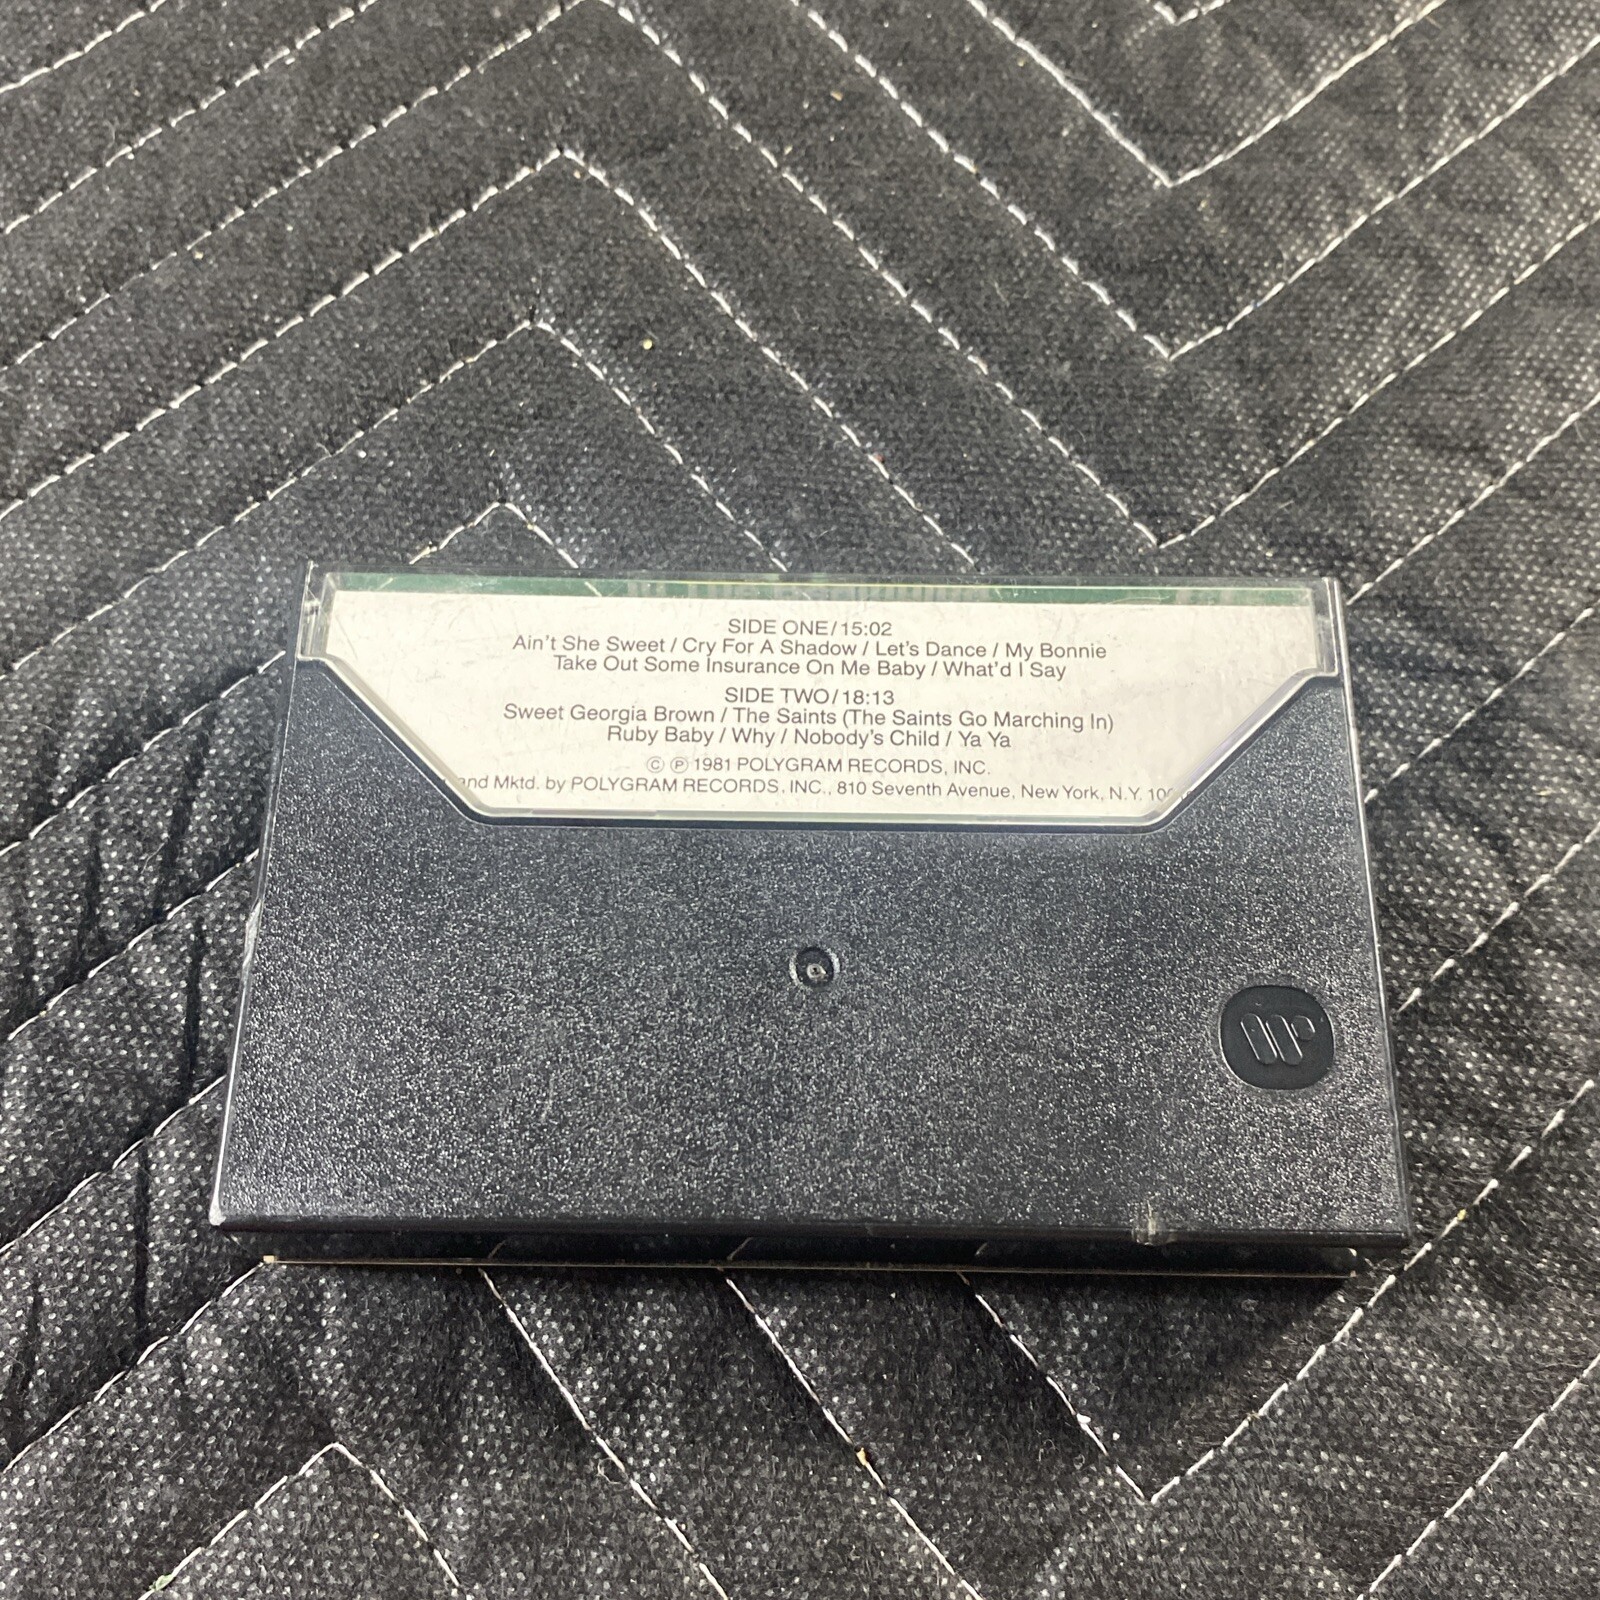 SIDE ONE/15:02
Ain't She Sweet / Cry For A Shadow / Let's Dance / My Bonnie
Take Out Some Insurance On Me Baby / What'd I Say
SIDE TWO/18:13
Sweet Georgia Brown / The Saints (The Saints Go Marching In)
Ruby Baby / Why / Nobody's Child / Ya Ya
© ℗ 1981 POLYGRAM RECORDS, INC.
and Mktd. by POLYGRAM RECORDS, INC., 810 Seventh Avenue, New York, N.Y.